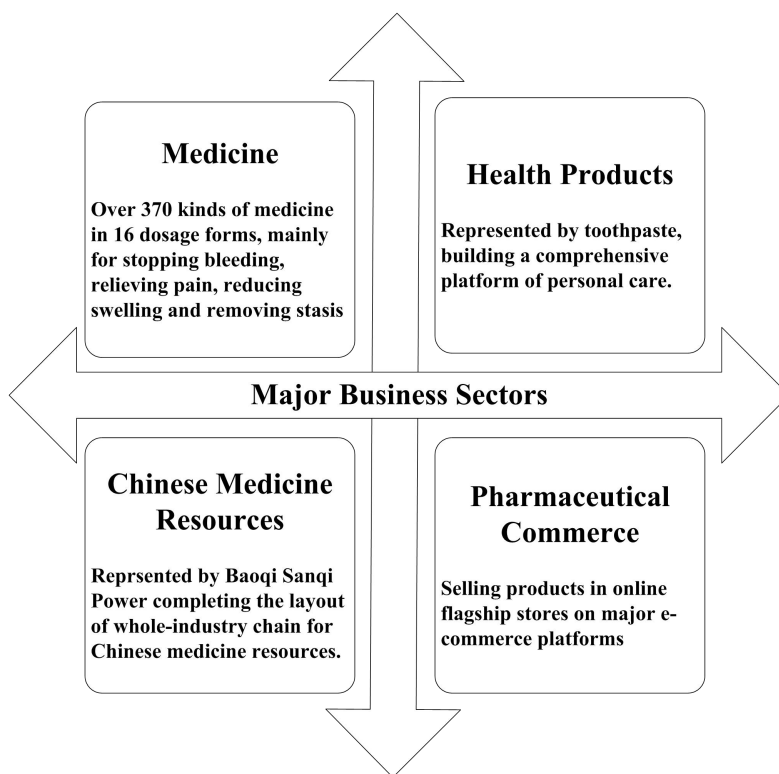 Medicine
Over 370 kinds of medicine
in 16 dosage forms, mainly
for stopping bleeding,
relieving pain, reducing
swelling and removing stasis
Health Products
Represented by toothpaste,
building a comprehensive
platform of personal care.
Major Business Sectors
Chinese Medicine
Resources
Reprsented by Baoqi Sanqi
Power completing the layout
of whole-industry chain for
Chinese medicine resources.
Pharmaceutical
Commerce
Selling products in online
flagship stores on major e-
commerce platforms